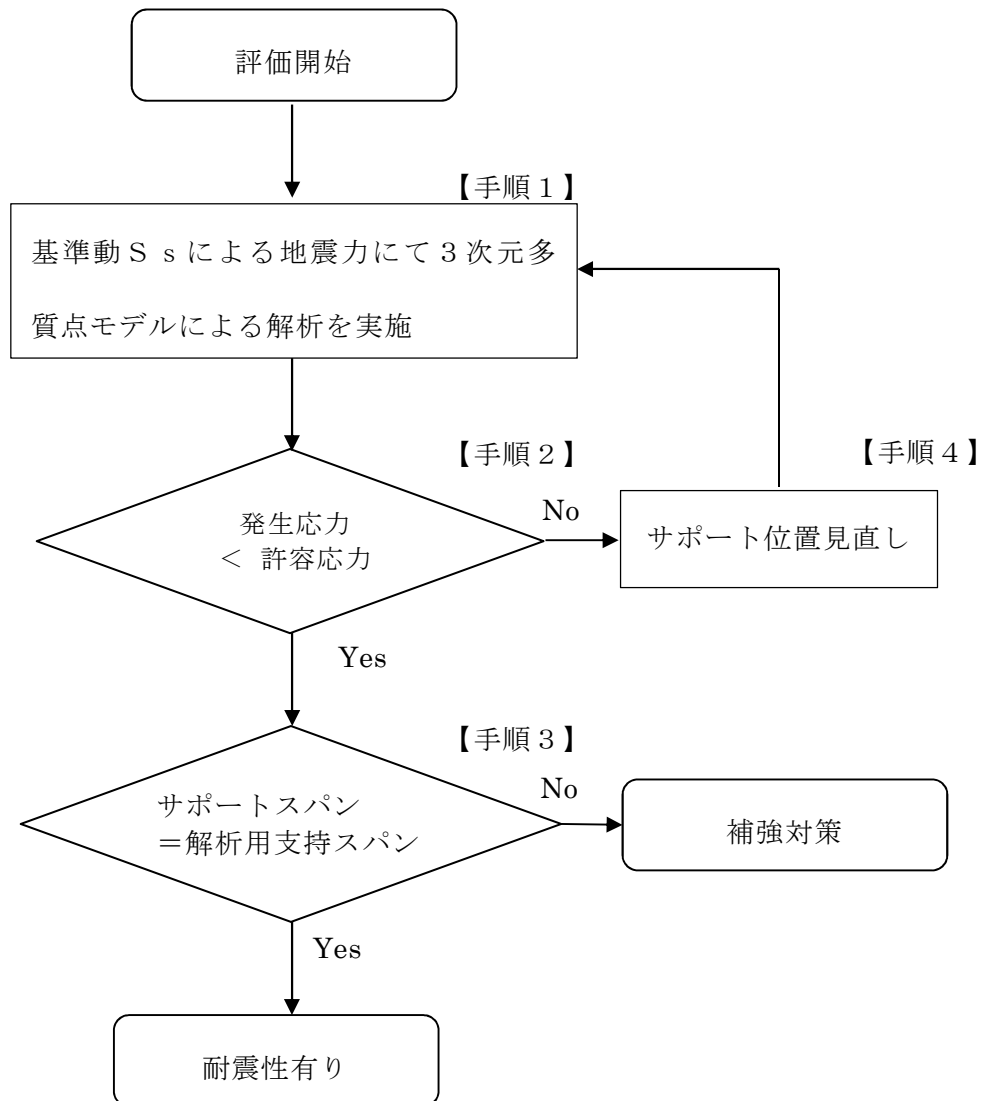 評価開始
【手順１】
基準動Ｓｓによる地震力にて３次元多
質点モデルによる解析を実施
【手順２】
【手順４】
発生応力
＜ 許容応力
No
サポート位置見直し
Yes
【手順３】
サポートスパン
＝解析用支持スパン
No
補強対策
Yes
耐震性有り